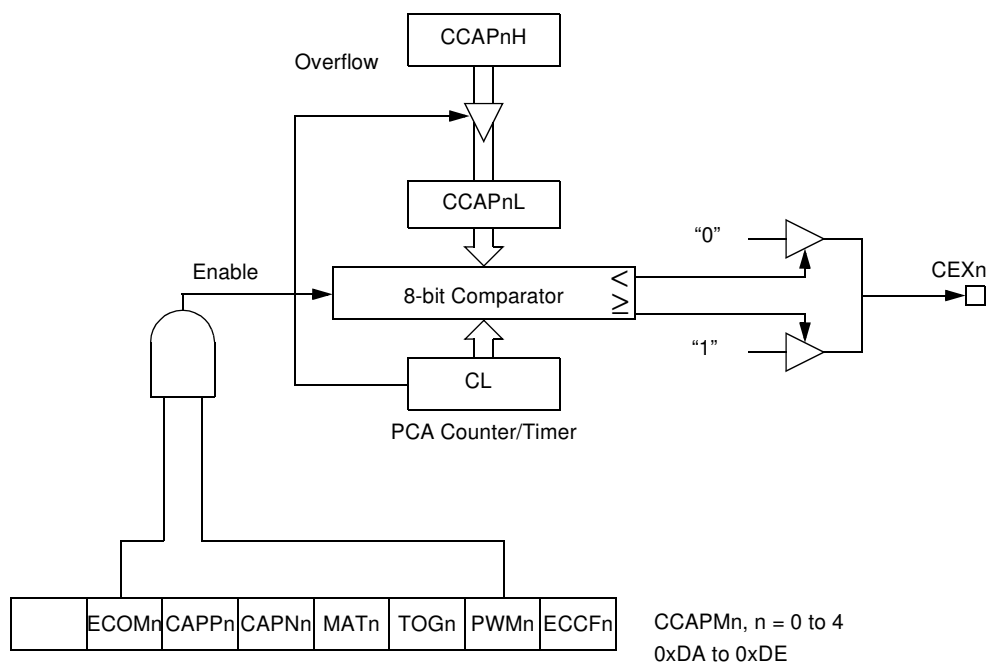 CCAPnH
Overflow
CCAPnL
“0”
Enable
CEXn
8-bit Comparator
<
≥
“1”
CL
PCA Counter/Timer
ECOMn CAPPn CAPNn MATn TOGn PWMn ECCFn
CCAPMn, n = 0 to 4
0xDA to 0xDE